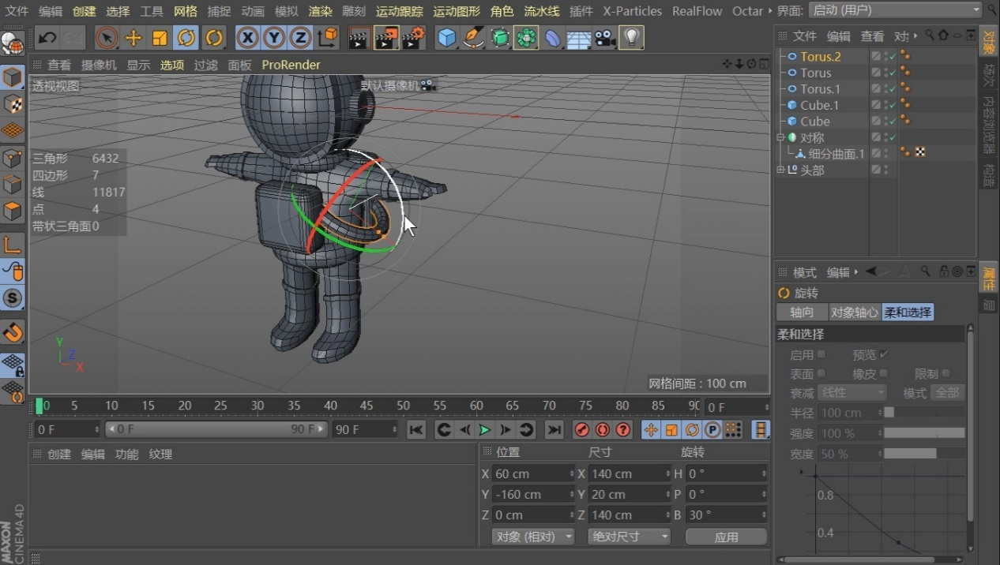 文件 编辑 创建 选择 工具 网格 捕捉 动画 模拟 渲染 雕刻 运动跟踪 运动图形 角色 流水线 插件 X-Particles RealFlow Octar 界面: 启动 (用户)
X Y Z
文件 编辑 查看 对
查看 摄像机 显示 选项 过滤 面板 ProRender
透视视图
默认摄像机
三角形 6432
四边形 7
线 11817
点 4
带状三角面 0
Y
Z
X
网格间距 : 100 cm
Torus.2
Torus
Torus.1
Cube.1
Cube
对称
细分曲面.1
L0 头部
对象
场次
内容浏览器
构造
模式 编辑
旋转
轴向 对象轴心 柔和选择
柔和选择
启用 预览
表面 橡皮 限制
衰减 线性 模式 全部
半径 100 cm
强度 100 %
宽度 50 %
0.8
0.4
属性
层
0 5 10 15 20 25 30 35 40 45 50 55 60 65 70 75 80 85 90 0 F
0 F 0 F 90 F 90 F
P
创建 编辑 功能 纹理
位置 尺寸 旋转
X 60 cm X 140 cm H 0 °
Y -160 cm Y 20 cm P 0 °
Z 0 cm Z 140 cm B 30 °
对象 (相对) 绝对尺寸 应用
MAXON
CINEMA 4D
S